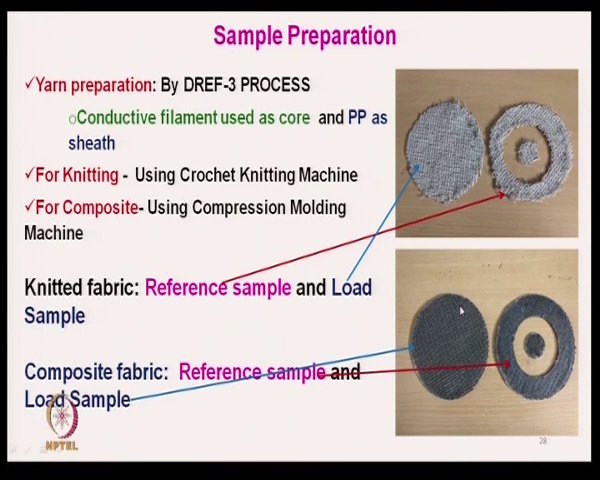 Sample Preparation
✓Yarn preparation: By DREF-3 PROCESS
oConductive filament used as core and PP as
sheath
✓For Knitting - Using Crochet Knitting Machine
✓For Composite- Using Compression Molding
Machine
Knitted fabric: Reference sample and Load
Sample
Composite fabric: Reference sample and
Load Sample
NPTEL
28